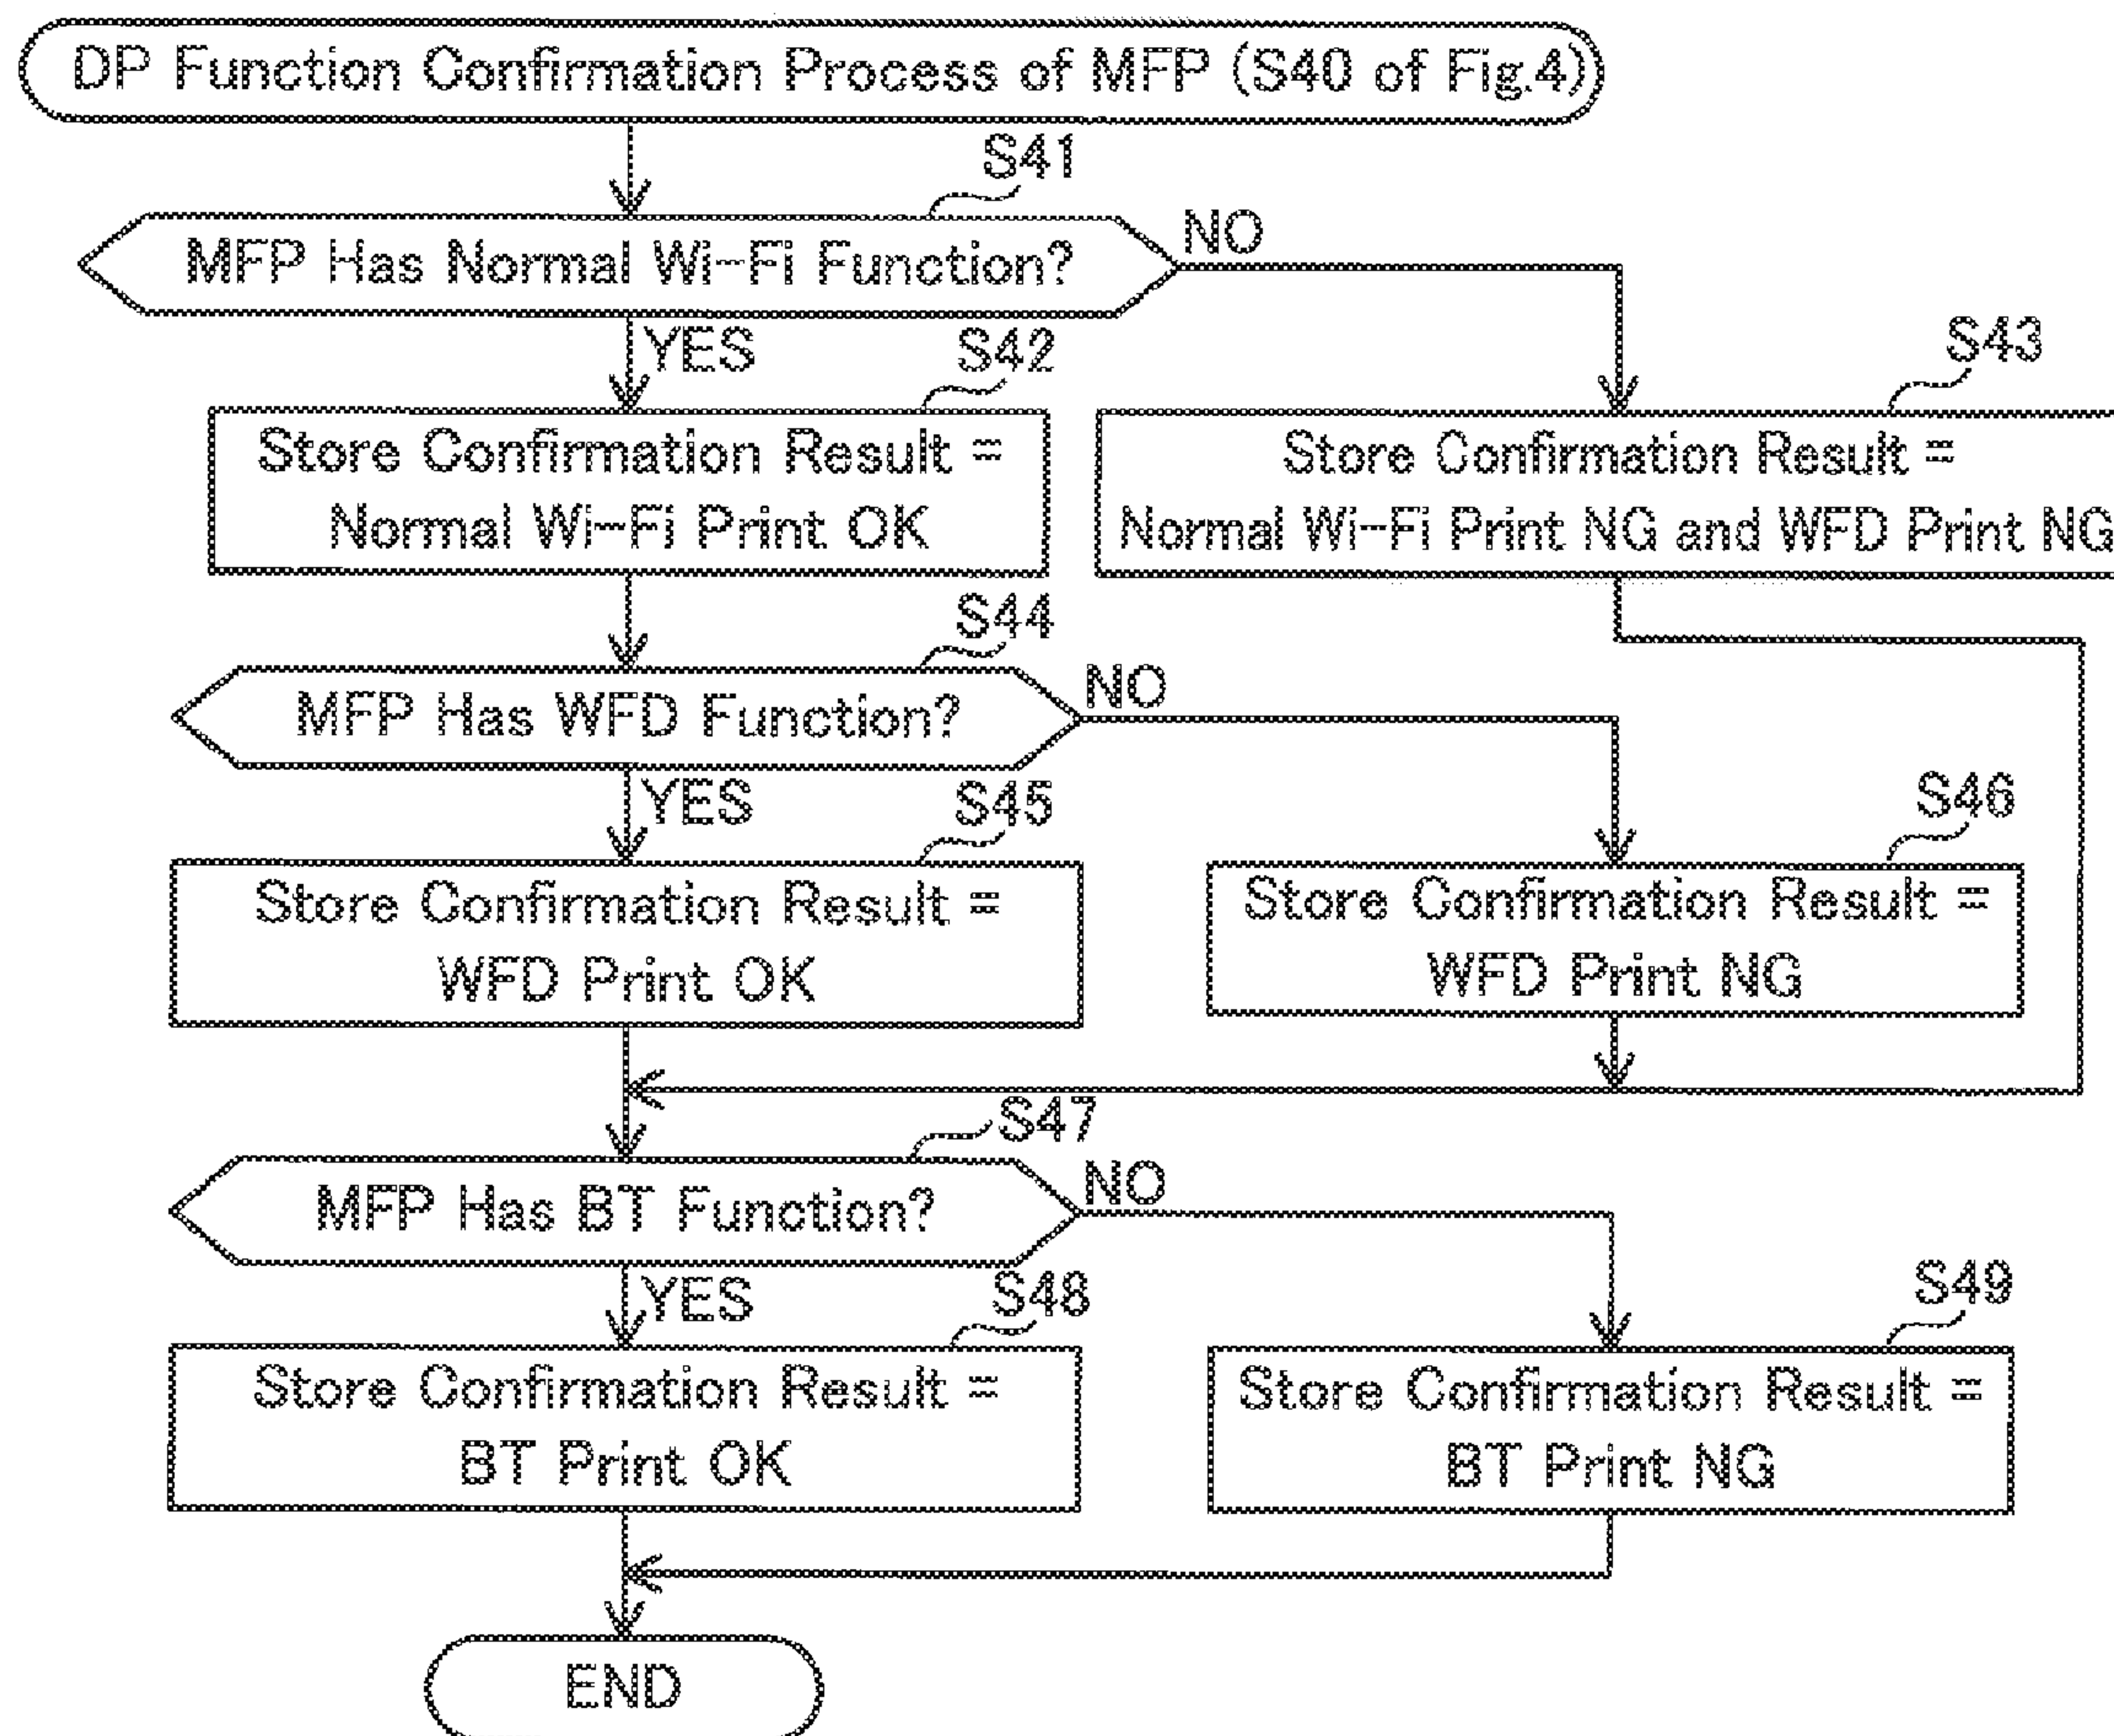 DP Function Confirmation Process of MFP (S40 of Fig.4)
S41
MFP Has Normal Wi-Fi Function?
NO
YES
S42
S43
Store Confirmation Result =
Normal Wi-Fi Print OK
Store Confirmation Result =
Normal Wi-Fi Print NG and WFD Print NG
S44
MFP Has WFD Function?
NO
YES
S45
S46
Store Confirmation Result =
WFD Print OK
Store Confirmation Result =
WFD Print NG
S47
MFP Has BT Function?
NO
YES
S48
S49
Store Confirmation Result =
BT Print OK
Store Confirmation Result =
BT Print NG
END